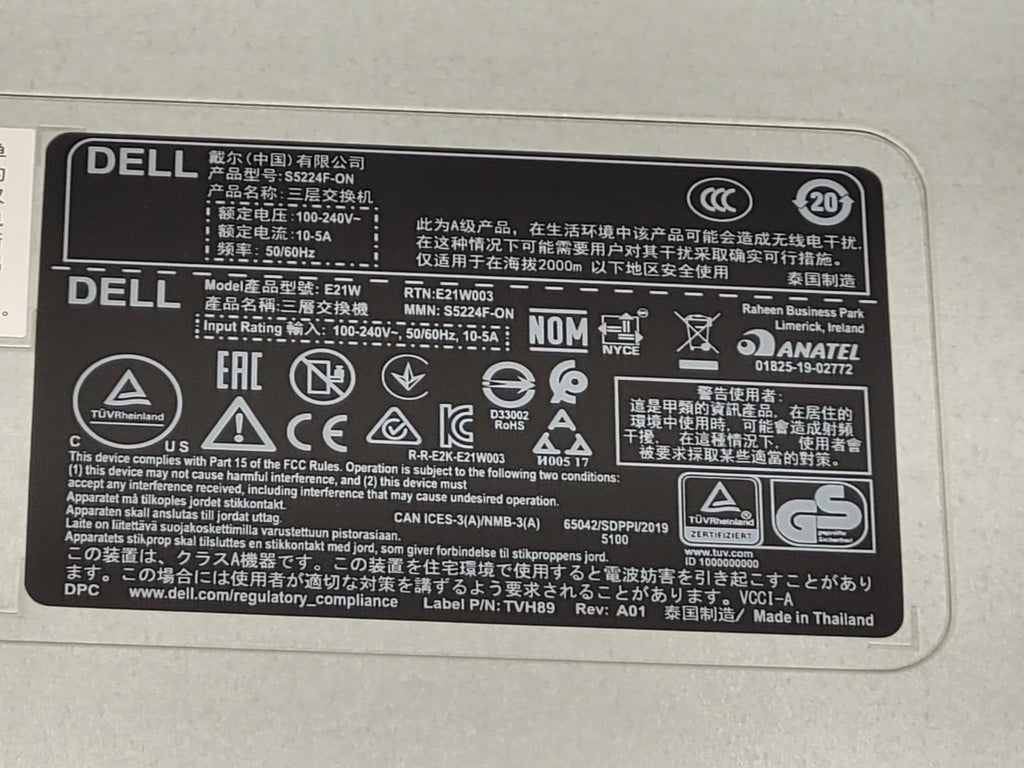 DELL
戴尔(中国)有限公司
产品型号: S5224F-ON
产品名称: 三层交换机
额定电压: 100-240V~
额定电流: 10-5A
频率: 50/60Hz
CCC
20
此为A级产品，在生活环境中该产品可能会造成无线电干扰.
在这种情况下可能需要用户对其干扰采取确实可行措施。
仅适用于在海拔2000m 以下地区安全使用
泰国制造
DELL
Model產品型號: E21W
產品名稱: 三層交換機
RTN:E21W003
MMN: S5224F-ON
Input Rating 輸入: 100-240V~, 50/60Hz, 10-5A
NOM
NYCE
Raheen Business Park
Limerick, Ireland
ANATEL
01825-19-02772
TÜVRheinland
C US
EAC
CE
R-R-E2K-E21W003
D33002
RoHS
И005 17
警告使用者:
這是甲類的資訊產品，在居住的
環境中使用時，可能會造成射頻
干擾，在這種情況下，使用者會
被要求採取某些適當的對策。
This device complies with Part 15 of the FCC Rules. Operation is subject to the following two conditions:
(1) this device may not cause harmful interference, and (2) this device must
accept any interference received, including interference that may cause undesired operation.
Apparatet må tilkoples jordet stikkontakt.
Apparaten skall anslutas till jordat uttag.
Laite on liitettävä suojakoskettimilla varustettuun pistorasiaan.
Apparatets stikprop skal tilsluttes en stikkontakt med jord, som giver forbindelse til stikproppens jord.
CAN ICES-3(A)/NMB-3(A)
65042/SDPPI/2019
5100
TÜVRheinland
ZERTIFIZIERT
GS
geprüfte
Sicherheit
www.tuv.com
ID 1000000000
この装置は、クラスA機器です。この装置を住宅環境で使用すると電波妨害を引き起こすことがあり
ます。この場合には使用者が適切な対策を講ずるよう要求されることがあります。VCCI-A
DPC www.dell.com/regulatory_compliance Label P/N: TVH89 Rev: A01 泰国制造/ Made in Thailand